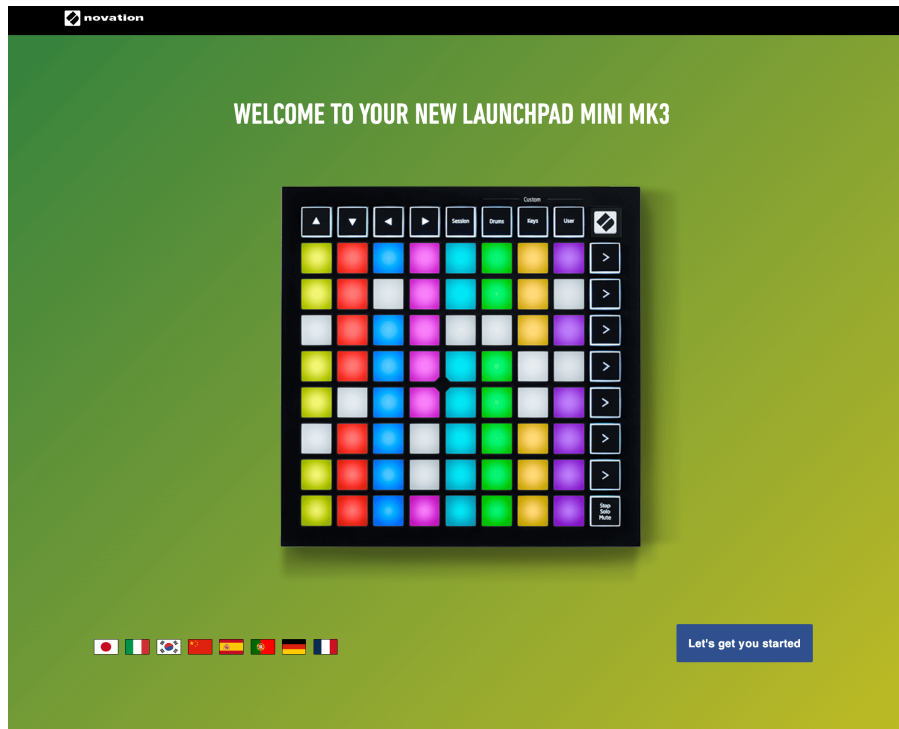 novation
WELCOME TO YOUR NEW LAUNCHPAD MINI MK3
Custom
Session Drums Keys User
Stop
Solo
Mute
Let's get you started